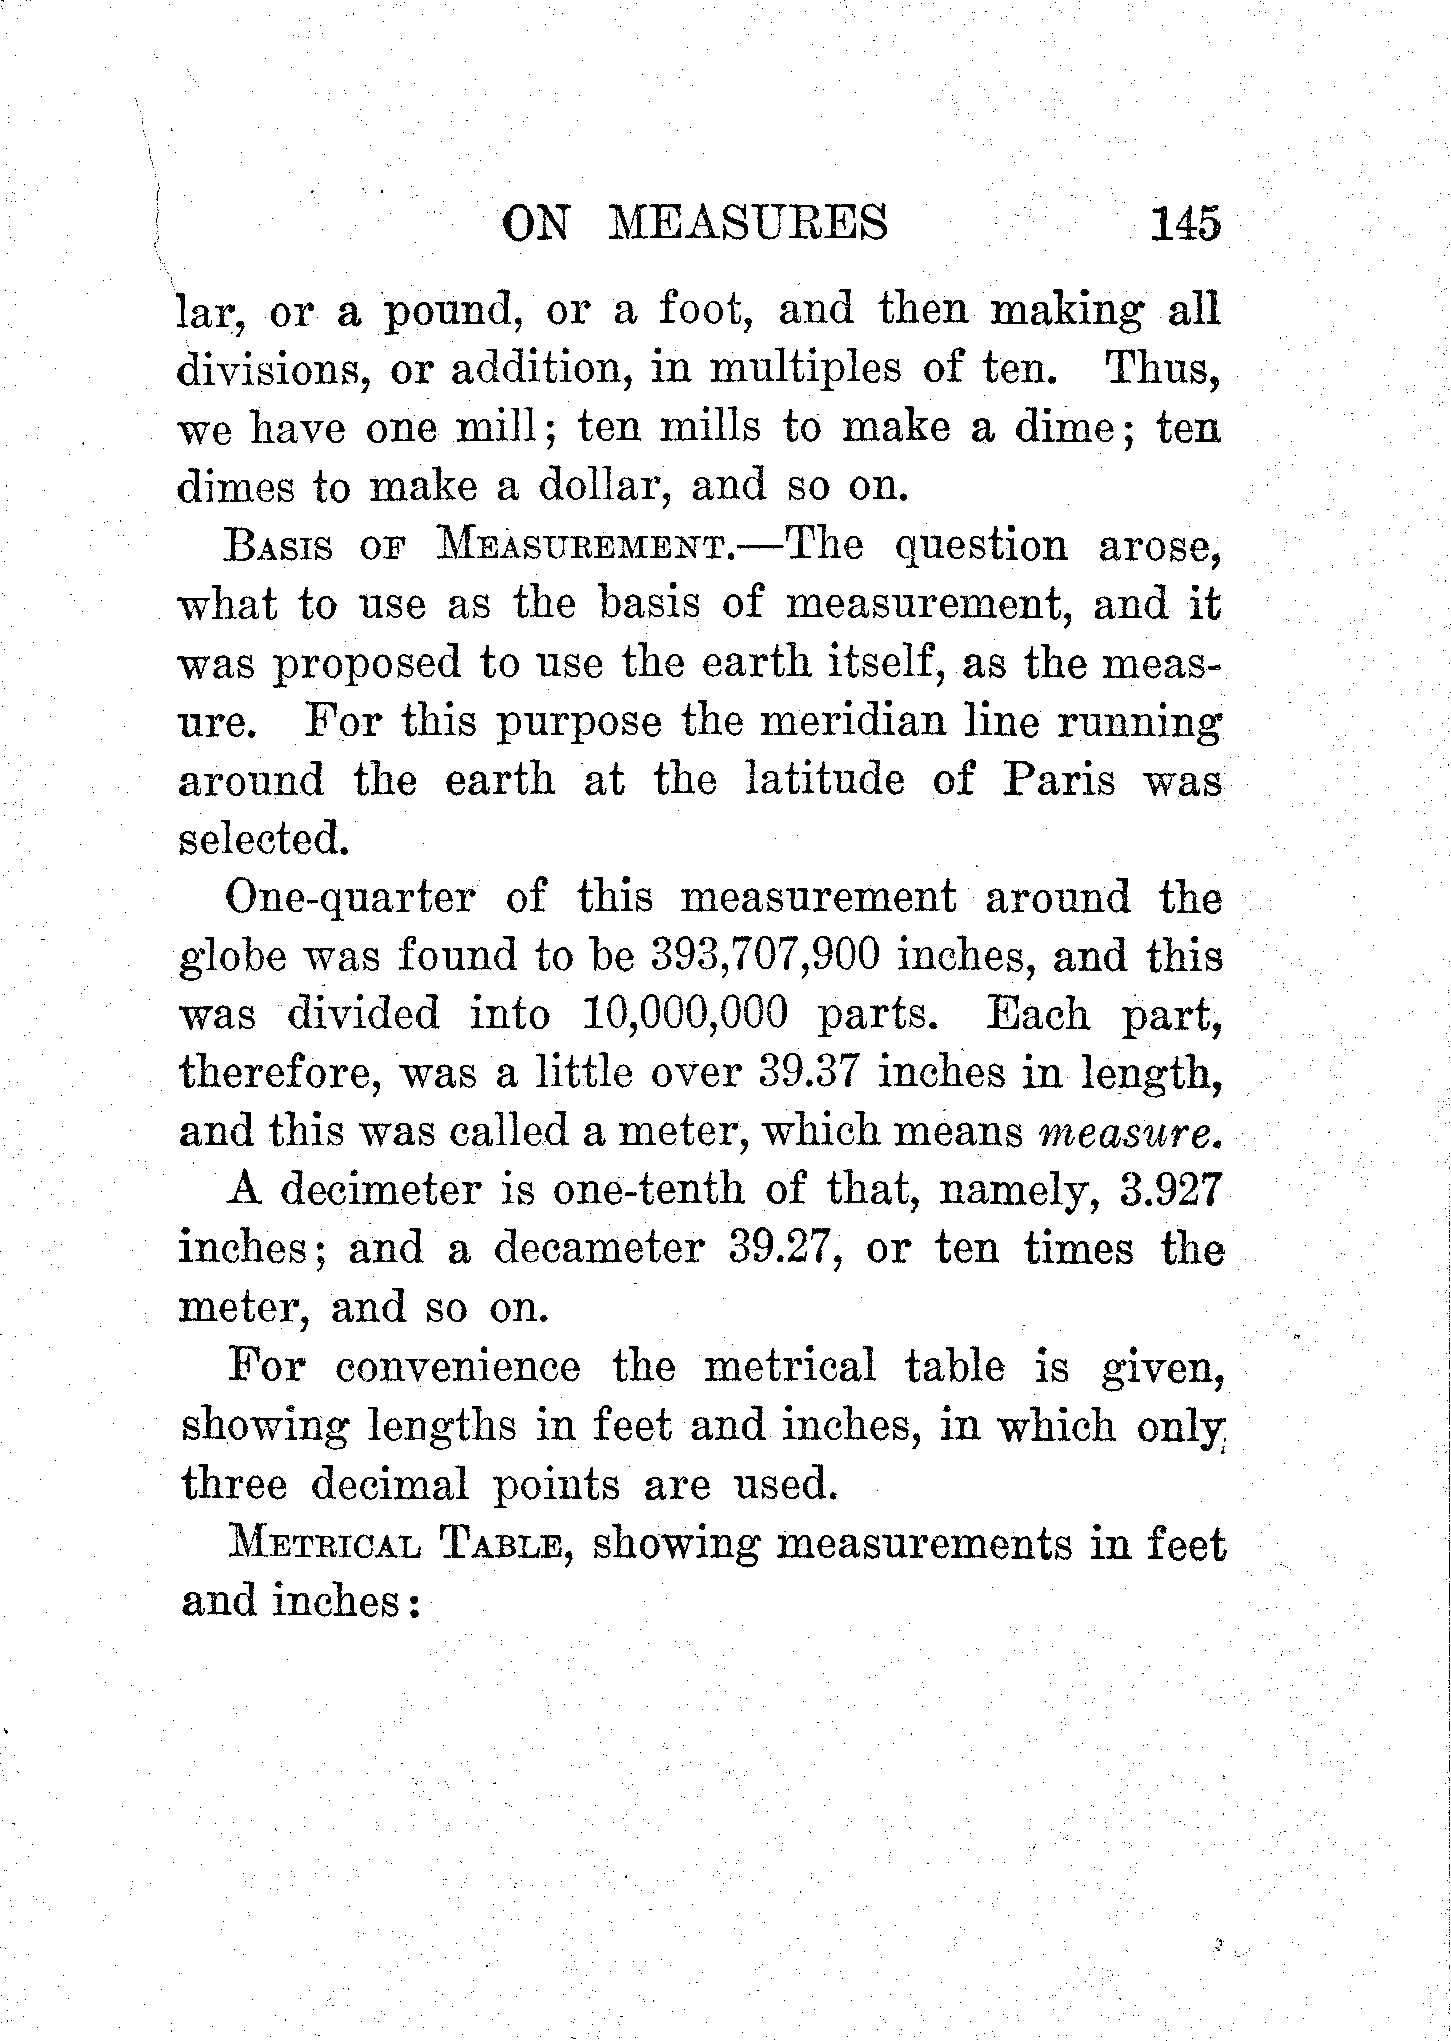 ON MEASURES 145
lar, or a pound, or a foot, and then making all
divisions, or addition, in multiples of ten. Thus,
we have one mill; ten mills to make a dime; ten
dimes to make a dollar, and so on.
BASIS OF MEASUREMENT.—The question arose,
what to use as the basis of measurement, and it
was proposed to use the earth itself, as the meas-
ure. For this purpose the meridian line running
around the earth at the latitude of Paris was
selected.
One-quarter of this measurement around the
globe was found to be 393,707,900 inches, and this
was divided into 10,000,000 parts. Each part,
therefore, was a little over 39.37 inches in length,
and this was called a meter, which means measure.
A decimeter is one-tenth of that, namely, 3.927
inches; and a decameter 39.27, or ten times the
meter, and so on.
For convenience the metrical table is given,
showing lengths in feet and inches, in which only
three decimal points are used.
METRICAL TABLE, showing measurements in feet
and inches: